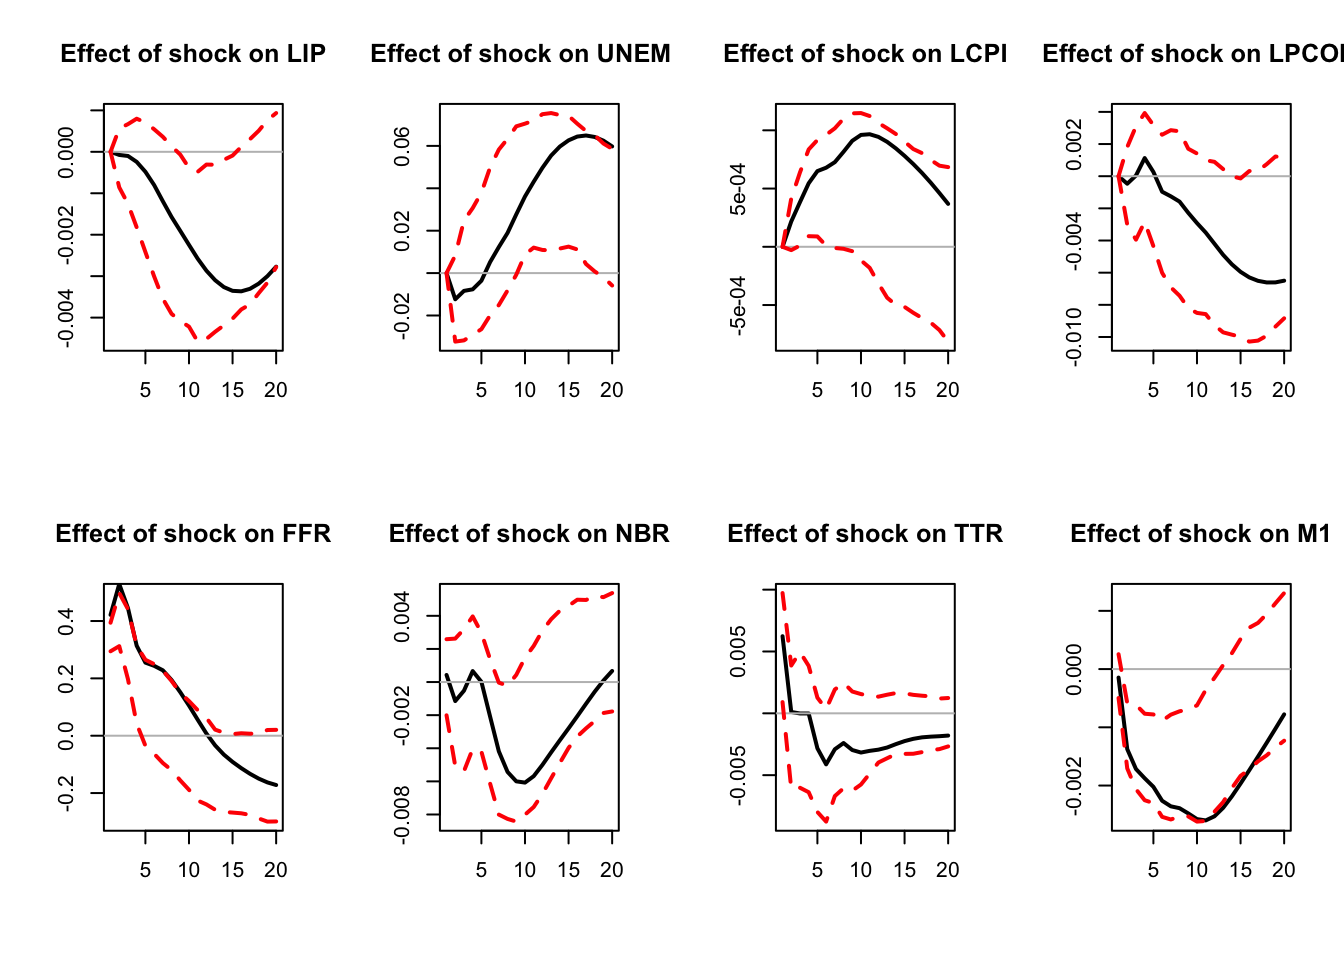 Effect of shock on LIP
0.000
-0.002
-0.004
5 10 15 20
Effect of shock on UNEM
0.06
0.02
-0.02
5 10 15 20
Effect of shock on LCPI
5e-04
-5e-04
5 10 15 20
Effect of shock on LPCO
0.002
-0.004
-0.010
5 10 15 20
Effect of shock on FFR
0.4
0.2
0.0
-0.2
5 10 15 20
Effect of shock on NBR
0.004
-0.002
-0.008
5 10 15 20
Effect of shock on TTR
0.005
-0.005
5 10 15 20
Effect of shock on M1
0.000
-0.002
5 10 15 20